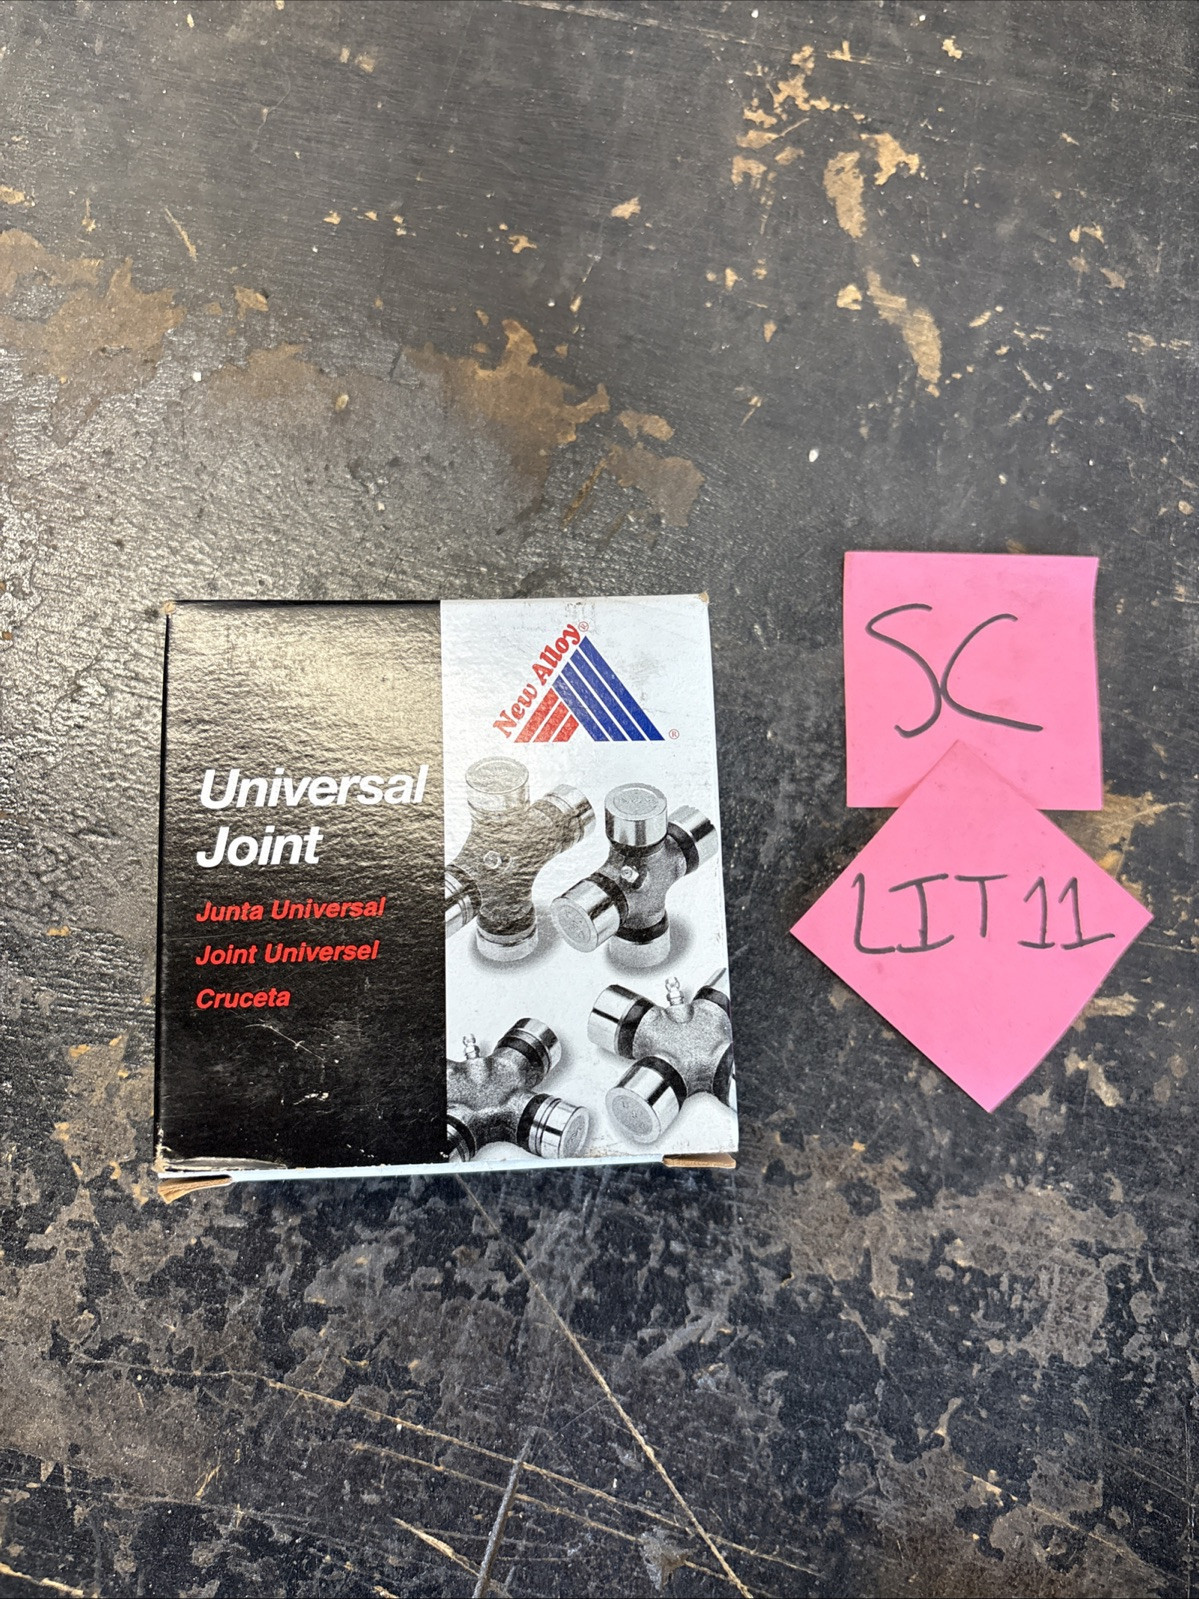 New Alloy®
®
Universal
Joint
Junta Universal
Joint Universel
Cruceta
SC
LIT11